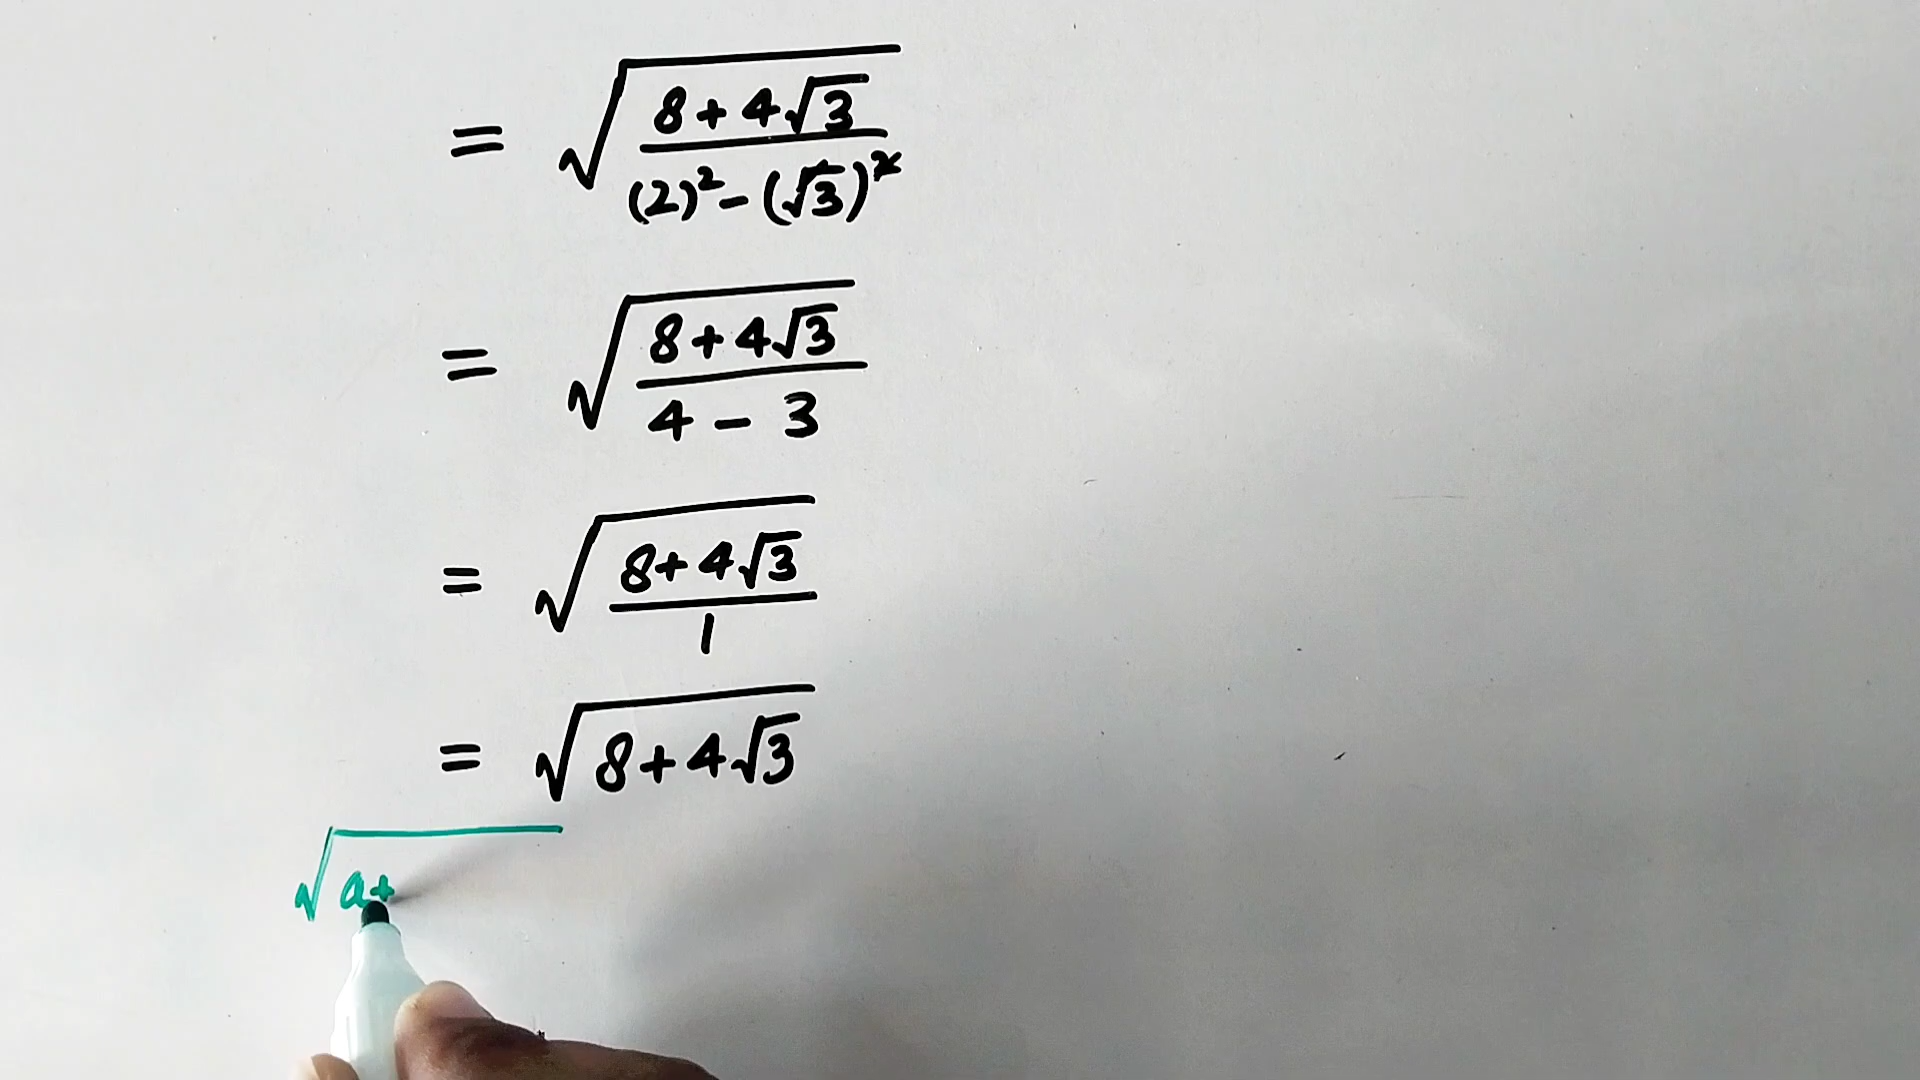 = √((8+4√3)/((2)²-(√3)²))
= √((8+4√3)/(4-3))
= √((8+4√3)/1)
= √(8+4√3)
√(a+